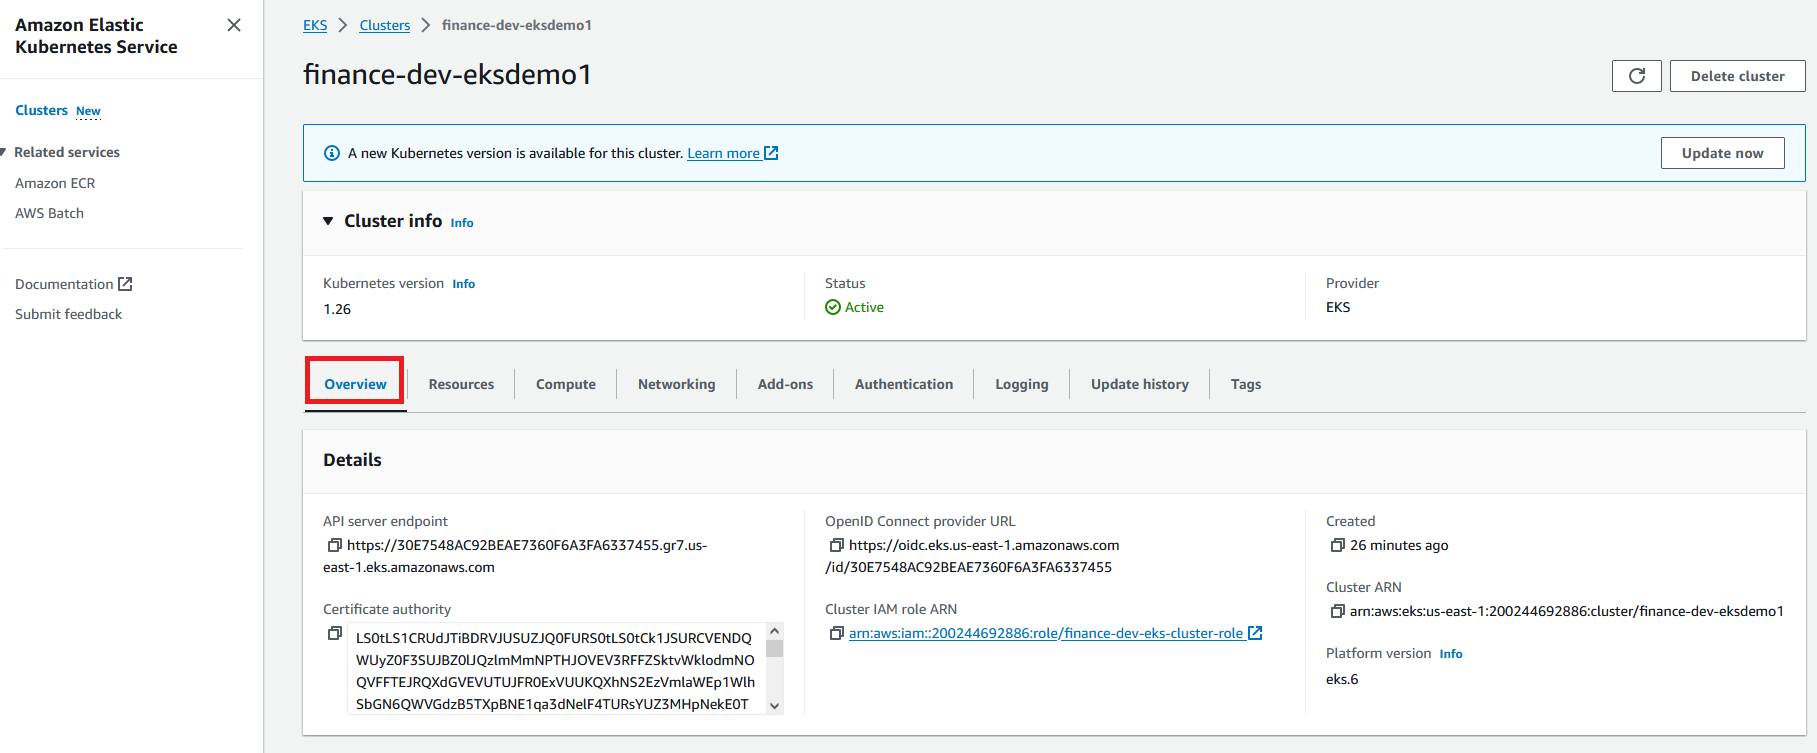 Amazon Elastic
Kubernetes Service
Clusters New
Related services
Amazon ECR
AWS Batch
Documentation
Submit feedback
EKS > Clusters > finance-dev-eksdemo1
finance-dev-eksdemo1
Delete cluster
A new Kubernetes version is available for this cluster. Learn more
Update now
Cluster info Info
Kubernetes version Info
1.26
Status
Active
Provider
EKS
Overview Resources Compute Networking Add-ons Authentication Logging Update history Tags
Details
API server endpoint
https://30E7548AC92BEAE7360F6A3FA6337455.gr7.us-
east-1.eks.amazonaws.com
Certificate authority
LS0tLS1CRUdJTiBDRVJUSUZJQ0FURS0tLS0tCk1JSURCVENDQ
WUyZ0F3SUJBZ0lJQzlmMmNPTHJOVEV3RFFZSktvWklodmNO
QVFFTEJRQXdGVEVUTUJFR0ExVUUKQXhNS2EzVmlaWEp1Wlh
SbGN6QWVGdzB5TXpBNE1qa3dNelF4TURsYUZ3MHpNekE0T
OpenID Connect provider URL
https://oidc.eks.us-east-1.amazonaws.com
/id/30E7548AC92BEAE7360F6A3FA6337455
Cluster IAM role ARN
arn:aws:iam::200244692886:role/finance-dev-eks-cluster-role
Created
26 minutes ago
Cluster ARN
arn:aws:eks:us-east-1:200244692886:cluster/finance-dev-eksdemo1
Platform version Info
eks.6